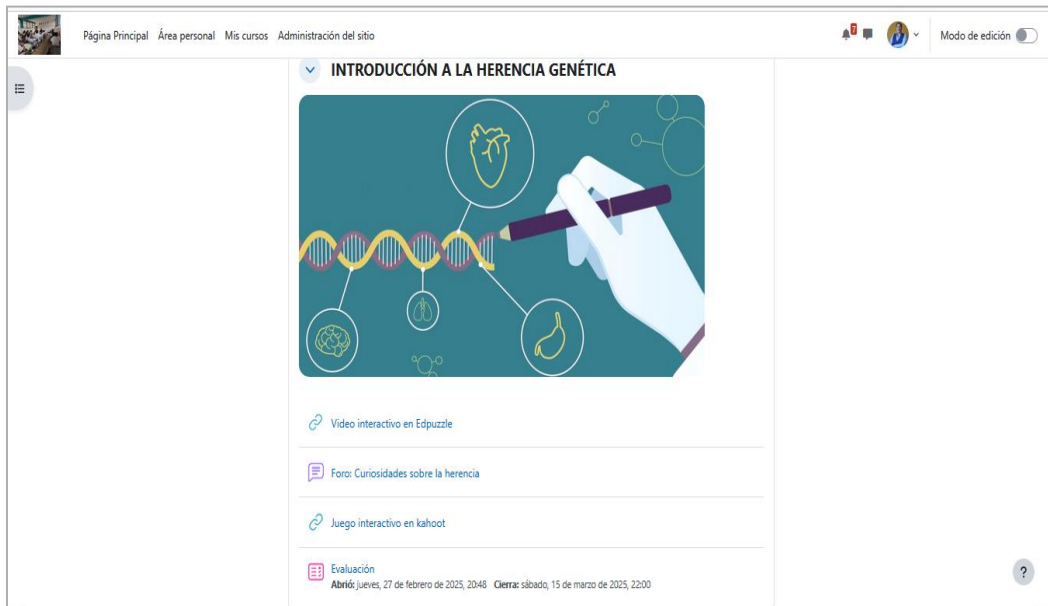 Página Principal Área personal Mis cursos Administración del sitio
7
Modo de edición
INTRODUCCIÓN A LA HERENCIA GENÉTICA
Video interactivo en Edpuzzle
Foro: Curiosidades sobre la herencia
Juego interactivo en kahoot
Evaluación
Abrió: jueves, 27 de febrero de 2025, 20:48 Cierra: sábado, 15 de marzo de 2025, 22:00
?